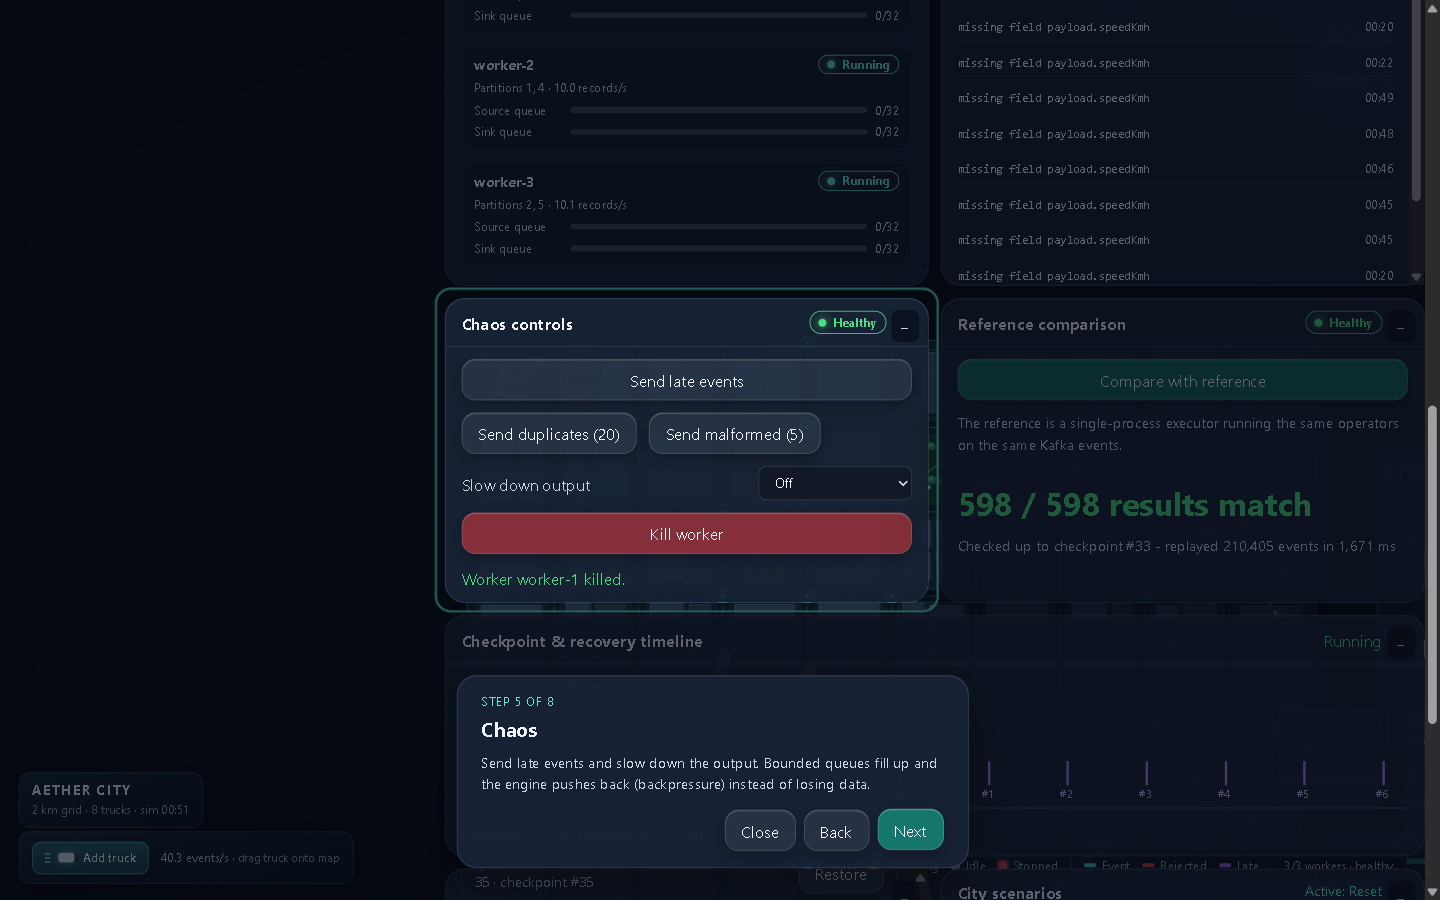 Sink queue 0/32
worker-2 Running
Partitions 1, 4 · 10.0 records/s
Source queue 0/32
Sink queue 0/32
worker-3 Running
Partitions 2, 5 · 10.1 records/s
Source queue 0/32
Sink queue 0/32
missing field payload.speedKmh 00:20
missing field payload.speedKmh 00:22
missing field payload.speedKmh 00:49
missing field payload.speedKmh 00:48
missing field payload.speedKmh 00:46
missing field payload.speedKmh 00:45
missing field payload.speedKmh 00:45
missing field payload.speedKmh 00:20
Chaos controls Healthy
Send late events
Send duplicates (20) Send malformed (5)
Slow down output Off
Kill worker
Worker worker-1 killed.
Reference comparison Healthy
Compare with reference
The reference is a single-process executor running the same operators
on the same Kafka events.
598 / 598 results match
Checked up to checkpoint #33 - replayed 210,405 events in 1,671 ms
Checkpoint & recovery timeline Running
#1 #2 #3 #4 #5 #6
STEP 5 OF 8
Chaos
Send late events and slow down the output. Bounded queues fill up and
the engine pushes back (backpressure) instead of losing data.
Close Back Next
AETHER CITY
2 km grid · 8 trucks · sim 00:51
Add truck 40.3 events/s · drag truck onto map
Idle Stopped Event Rejected Late 3/3 workers · healthy
35 · checkpoint #35 Restore
City scenarios Active: Reset